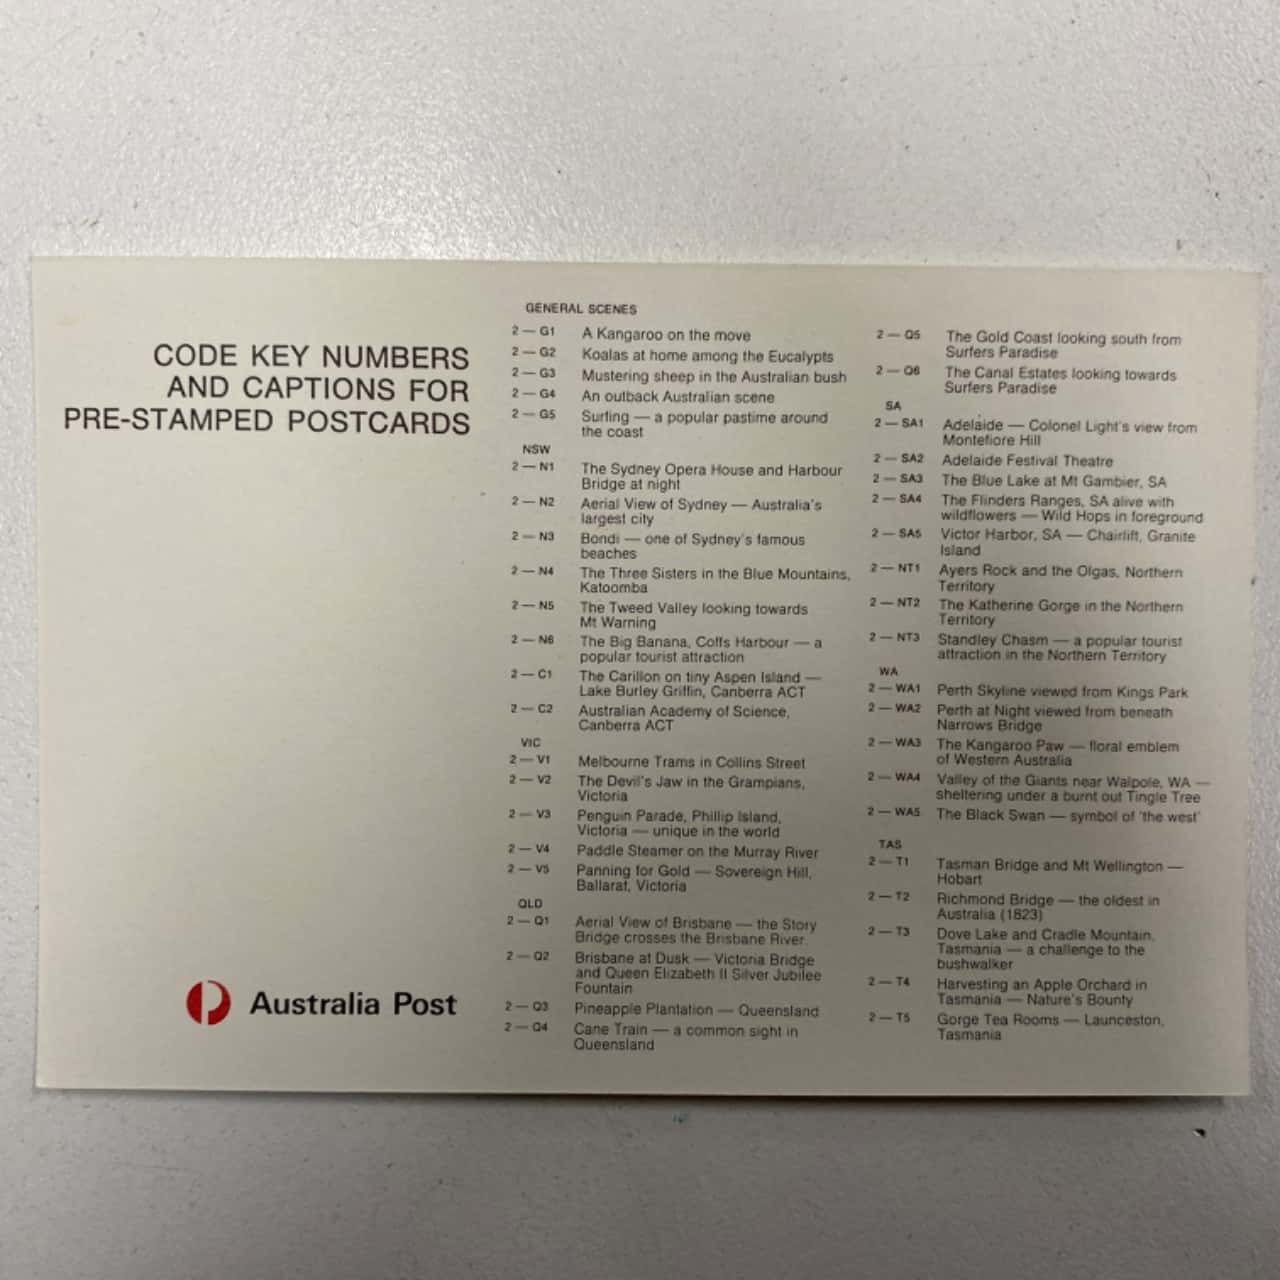 CODE KEY NUMBERS
AND CAPTIONS FOR
PRE-STAMPED POSTCARDS
Australia Post
GENERAL SCENES
2 — G1 A Kangaroo on the move
2 — G2 Koalas at home among the Eucalypts
2 — G3 Mustering sheep in the Australian bush
2 — G4 An outback Australian scene
2 — G5 Surfing — a popular pastime around
the coast
NSW
2 — N1 The Sydney Opera House and Harbour
Bridge at night
2 — N2 Aerial View of Sydney — Australia's
largest city
2 — N3 Bondi — one of Sydney's famous
beaches
2 — N4 The Three Sisters in the Blue Mountains,
Katoomba
2 — N5 The Tweed Valley looking towards
Mt Warning
2 — N6 The Big Banana, Coffs Harbour — a
popular tourist attraction
2 — C1 The Carillon on tiny Aspen Island —
Lake Burley Griffin, Canberra ACT
2 — C2 Australian Academy of Science,
Canberra ACT
VIC
2 — V1 Melbourne Trams in Collins Street
2 — V2 The Devil's Jaw in the Grampians,
Victoria
2 — V3 Penguin Parade, Phillip Island,
Victoria — unique in the world
2 — V4 Paddle Steamer on the Murray River
2 — V5 Panning for Gold — Sovereign Hill,
Ballarat, Victoria
QLD
2 — Q1 Aerial View of Brisbane — the Story
Bridge crosses the Brisbane River.
2 — Q2 Brisbane at Dusk — Victoria Bridge
and Queen Elizabeth II Silver Jubilee
Fountain
2 — Q3 Pineapple Plantation — Queensland
2 — Q4 Cane Train — a common sight in
Queensland
2 — Q5 The Gold Coast looking south from
Surfers Paradise
2 — Q6 The Canal Estates looking towards
Surfers Paradise
SA
2 — SA1 Adelaide — Colonel Light's view from
Montefiore Hill
2 — SA2 Adelaide Festival Theatre
2 — SA3 The Blue Lake at Mt Gambier, SA
2 — SA4 The Flinders Ranges, SA alive with
wildflowers — Wild Hops in foreground
2 — SA5 Victor Harbor, SA — Chairlift, Granite
Island
2 — NT1 Ayers Rock and the Olgas, Northern
Territory
2 — NT2 The Katherine Gorge in the Northern
Territory
2 — NT3 Standley Chasm — a popular tourist
attraction in the Northern Territory
WA
2 — WA1 Perth Skyline viewed from Kings Park
2 — WA2 Perth at Night viewed from beneath
Narrows Bridge
2 — WA3 The Kangaroo Paw — floral emblem
of Western Australia
2 — WA4 Valley of the Giants near Walpole, WA —
sheltering under a burnt out Tingle Tree
2 — WA5 The Black Swan — symbol of 'the west'
TAS
2 — T1 Tasman Bridge and Mt Wellington —
Hobart
2 — T2 Richmond Bridge — the oldest in
Australia (1823)
2 — T3 Dove Lake and Cradle Mountain,
Tasmania — a challenge to the
bushwalker
2 — T4 Harvesting an Apple Orchard in
Tasmania — Nature's Bounty
2 — T5 Gorge Tea Rooms — Launceston,
Tasmania